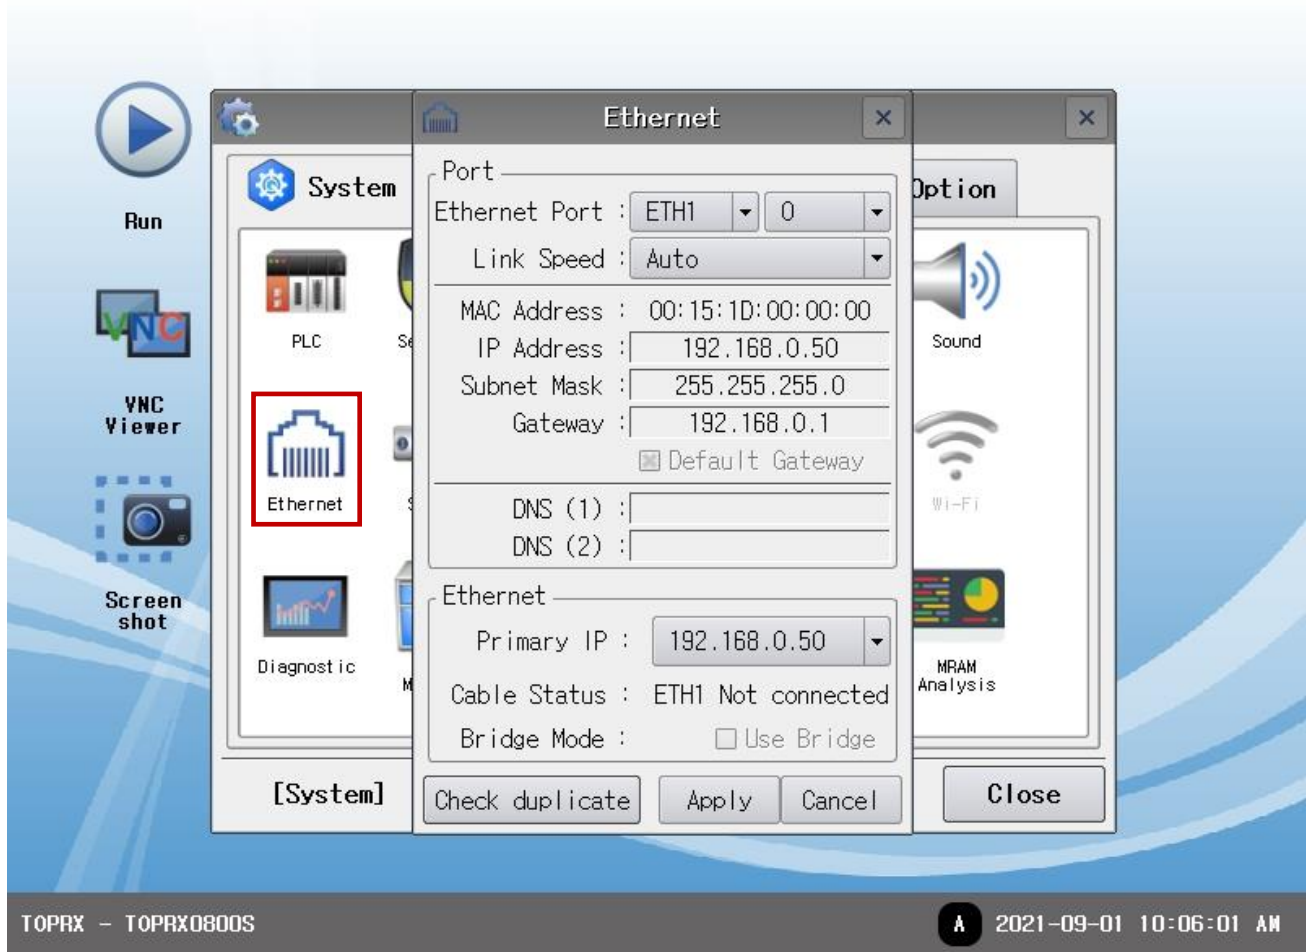 Run
VNC
Viewer
Screen
shot
System
Option
PLC
Se
Sound
Ethernet
Wi-Fi
Diagnostic
M
MRAM
Analysis
[System]
Close
Ethernet
Port
Ethernet Port : ETH1 0
Link Speed : Auto
MAC Address : 00:15:1D:00:00:00
IP Address : 192.168.0.50
Subnet Mask : 255.255.255.0
Gateway : 192.168.0.1
Default Gateway
DNS (1) :
DNS (2) :
Ethernet
Primary IP : 192.168.0.50
Cable Status : ETH1 Not connected
Bridge Mode : Use Bridge
Check duplicate Apply Cancel
TOPRX - TOPRX0800S
A 2021-09-01 10:06:01 AM